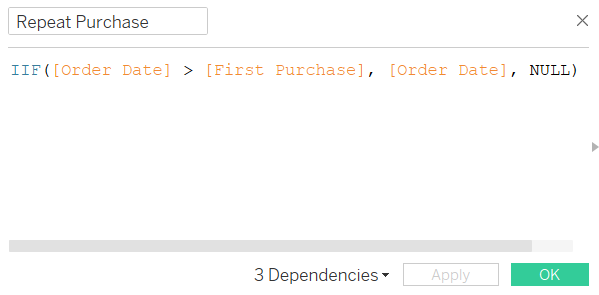 Repeat Purchase
IIF([Order Date] > [First Purchase], [Order Date], NULL)
3 Dependencies Apply OK